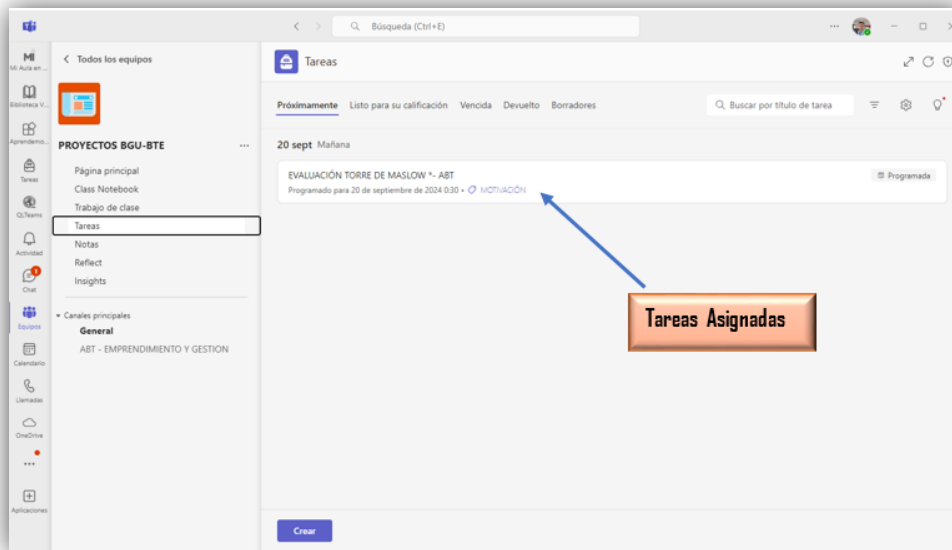 Búsqueda (Ctrl+E)
Mi
Mi Aula en ...
Biblioteca V...
Aprendemo...
Tareas
QLTeams
Actividad
Chat
Equipos
Calendario
Llamadas
OneDrive
Aplicaciones
Todos los equipos
PROYECTOS BGU-BTE
Página principal
Class Notebook
Trabajo de clase
Tareas
Notas
Reflect
Insights
Canales principales
General
ABT - EMPRENDIMIENTO Y GESTION
Tareas
Próximamente Listo para su calificación Vencida Devuelto Borradores Buscar por título de tarea
20 sept Mañana
EVALUACIÓN TORRE DE MASLOW *- ABT
Programada
Programado para 20 de septiembre de 2024 0:30 • MOTIVACIÓN
Tareas Asignadas
Crear